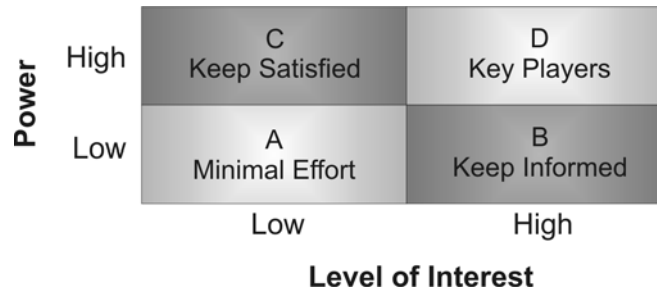 Power
High
C
Keep Satisfied
D
Key Players
Low
A
Minimal Effort
B
Keep Informed
Low
High
Level of Interest